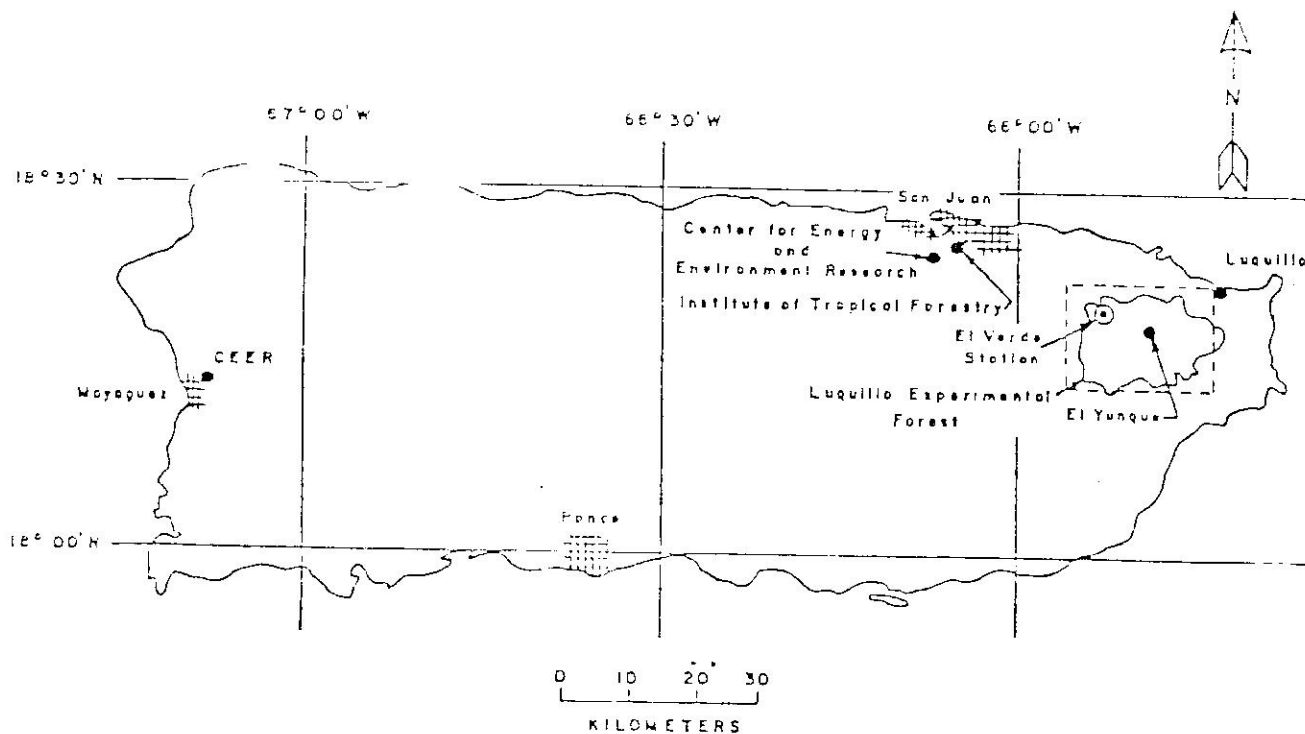 N
67°00'W
66°30'W
66°00'W
18°30'N
San Juan
Center for Energy
and
Environment Research
Institute of Tropical Forestry
Luquillo
El Verde
Station
CEER
Mayaguez
Luquillo Experimental
Forest
El Yunque
Ponce
18°00'N
0 10 20 30
KILOMETERS